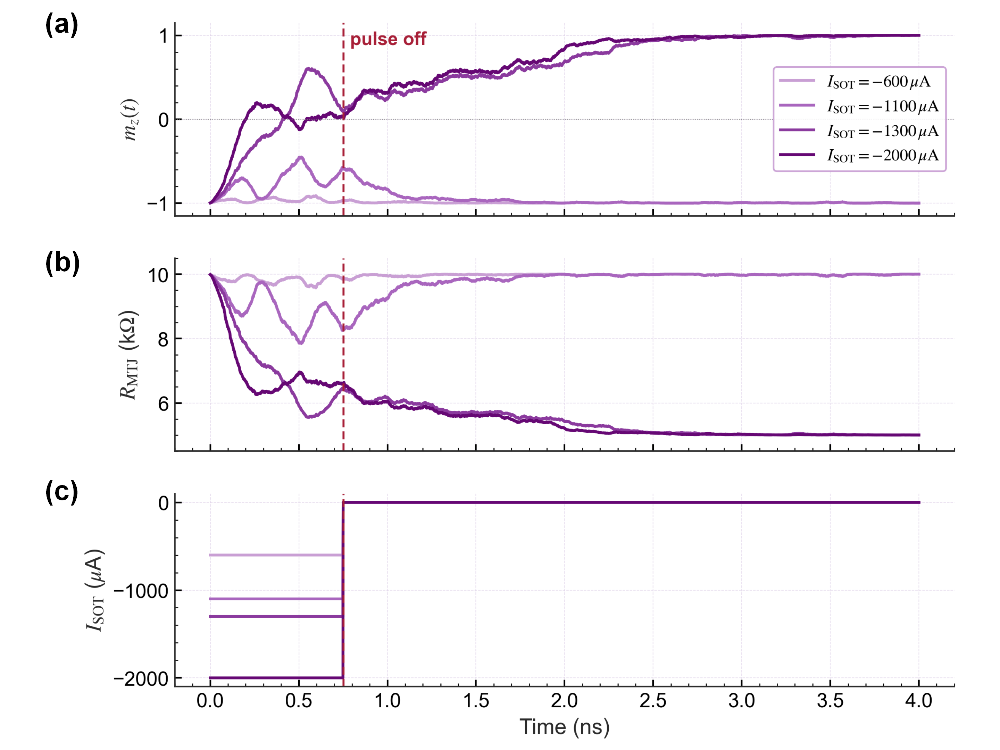 (a)
1
0
−1
m_z(t)
pulse off
I_SOT = −600 μA
I_SOT = −1100 μA
I_SOT = −1300 μA
I_SOT = −2000 μA
(b)
10
8
6
R_MTJ (kΩ)
(c)
0
−1000
−2000
I_SOT (μA)
0.0 0.5 1.0 1.5 2.0 2.5 3.0 3.5 4.0
Time (ns)